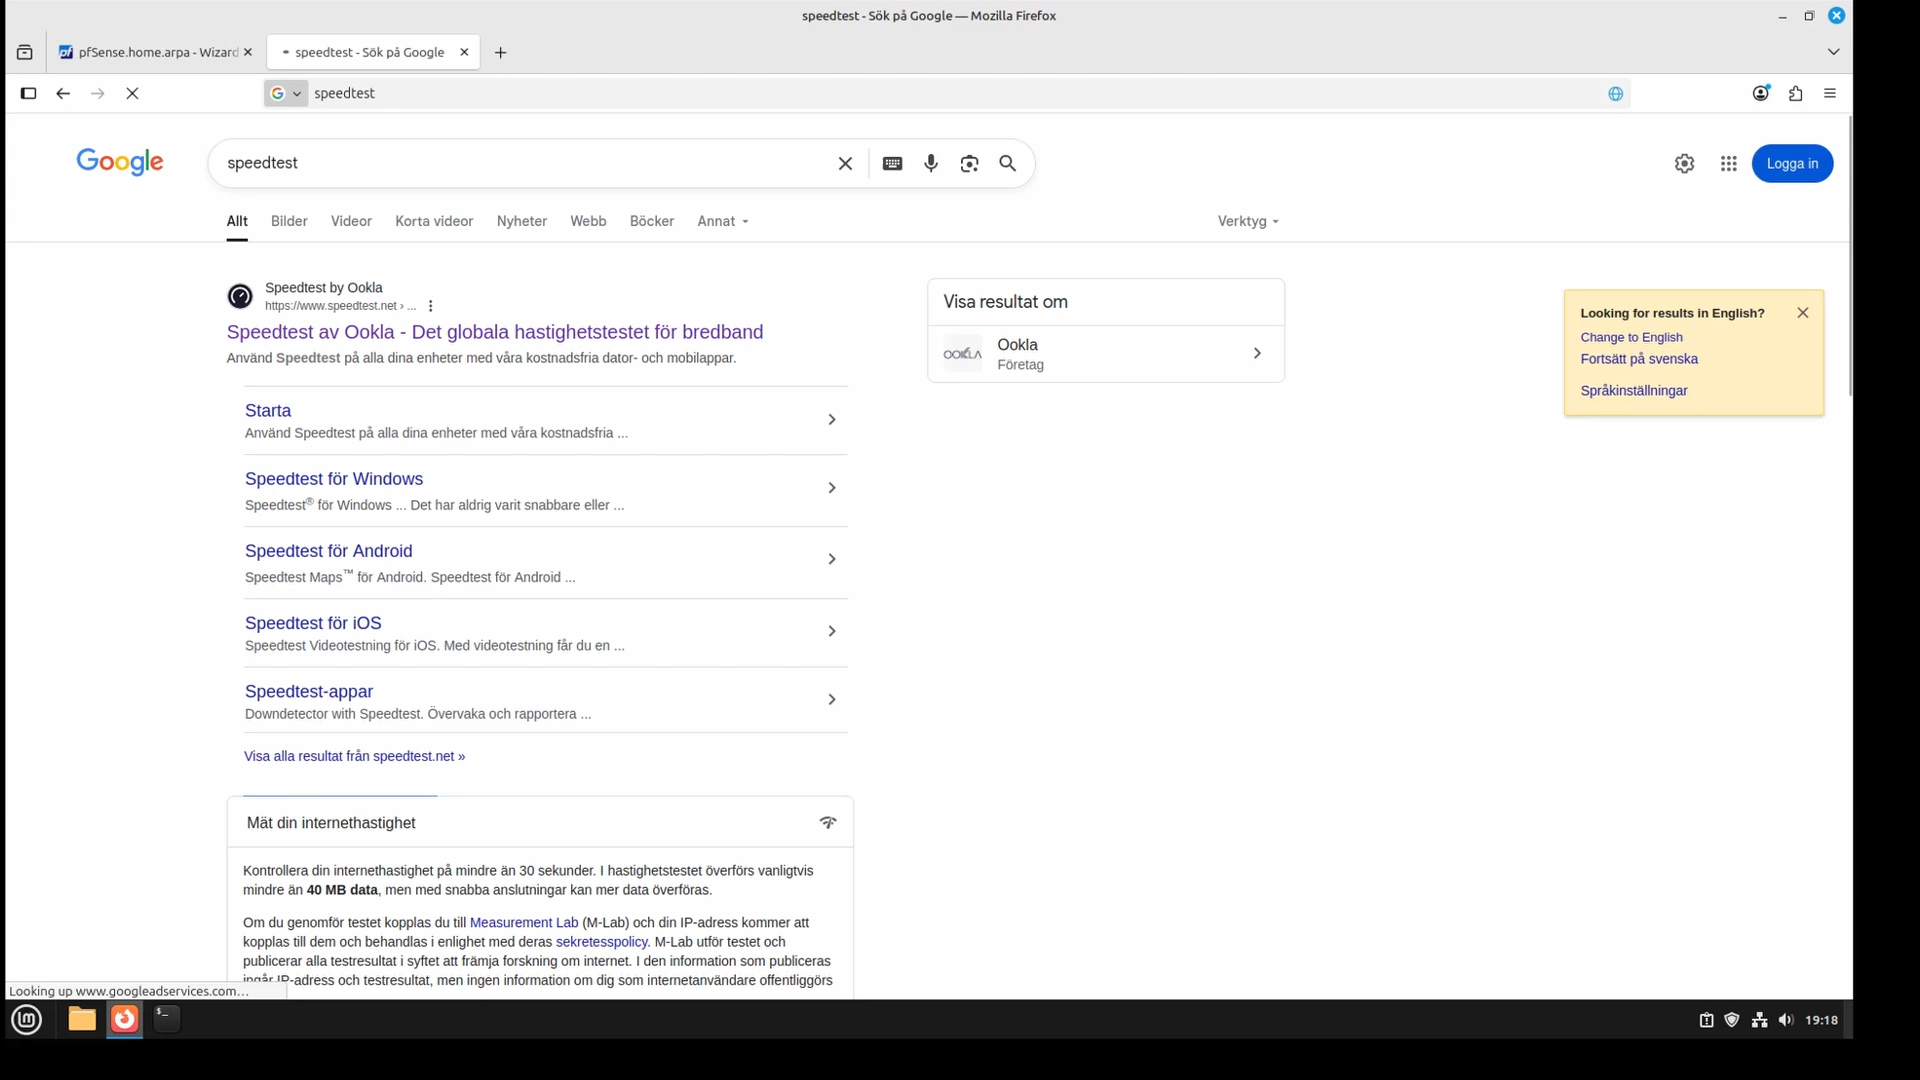 speedtest - Sök på Google — Mozilla Firefox
pfSense.home.arpa - Wizard
speedtest - Sök på Google
speedtest
Google
speedtest
Logga in
Allt
Bilder
Videor
Korta videor
Nyheter
Webb
Böcker
Annat
Verktyg
Speedtest by Ookla
https://www.speedtest.net › ...
Speedtest av Ookla - Det globala hastighetstestet för bredband
Använd Speedtest på alla dina enheter med våra kostnadsfria dator- och mobilappar.
Starta
Använd Speedtest på alla dina enheter med våra kostnadsfria ...
Speedtest för Windows
Speedtest® för Windows ... Det har aldrig varit snabbare eller ...
Speedtest för Android
Speedtest Maps™ för Android. Speedtest för Android ...
Speedtest för iOS
Speedtest Videotestning för iOS. Med videotestning får du en ...
Speedtest-appar
Downdetector with Speedtest. Övervaka och rapportera ...
Visa alla resultat från speedtest.net »
Visa resultat om
OOKLA
Ookla
Företag
Looking for results in English?
Change to English
Fortsätt på svenska
Språkinställningar
Mät din internethastighet
Kontrollera din internethastighet på mindre än 30 sekunder. I hastighetstestet överförs vanligtvis
mindre än 40 MB data, men med snabba anslutningar kan mer data överföras.
Om du genomför testet kopplas du till Measurement Lab (M-Lab) och din IP-adress kommer att
kopplas till dem och behandlas i enlighet med deras sekretesspolicy. M-Lab utför testet och
publicerar alla testresultat i syftet att främja forskning om internet. I den information som publiceras
ingår IP-adress och testresultat, men ingen information om dig som internetanvändare offentliggörs
Looking up www.googleadservices.com…
19:18